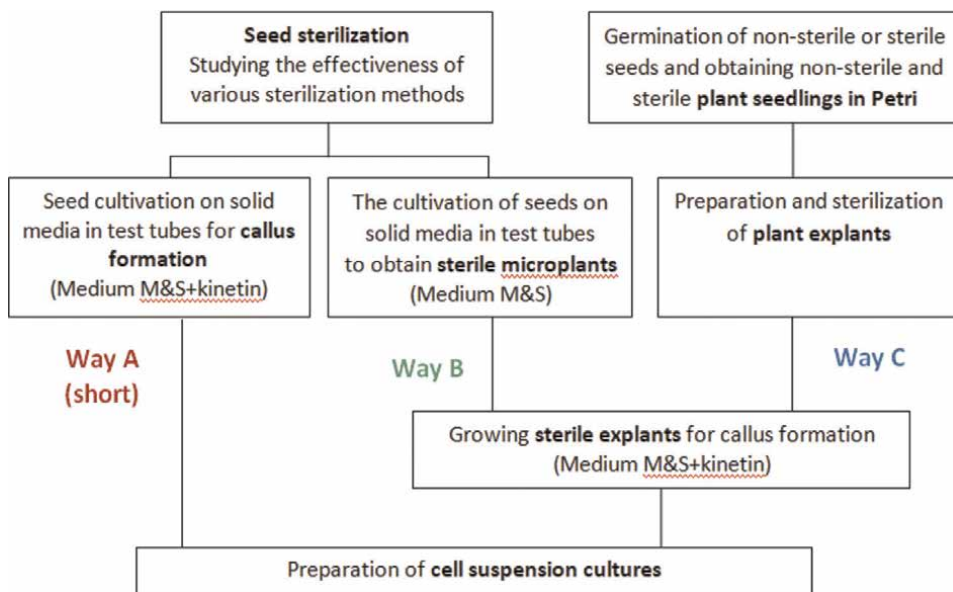 Seed sterilization
Studying the effectiveness of
various sterilization methods
Germination of non-sterile or sterile
seeds and obtaining non-sterile and
sterile plant seedlings in Petri
Seed cultivation on solid
media in test tubes for callus
formation
(Medium M&S+kinetin)
The cultivation of seeds on
solid media in test tubes
to obtain sterile microplants
(Medium M&S)
Preparation and sterilization
of plant explants
Way A
(short)
Way B
Way C
Growing sterile explants for callus formation
(Medium M&S+kinetin)
Preparation of cell suspension cultures